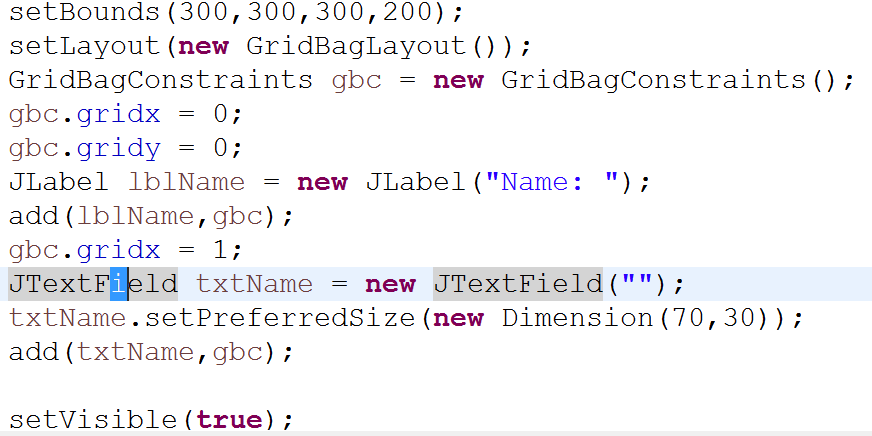 setBounds(300,300,300,200);
setLayout(new GridBagLayout());
GridBagConstraints gbc = new GridBagConstraints();
gbc.gridx = 0;
gbc.gridy = 0;
JLabel lblName = new JLabel("Name: ");
add(lblName,gbc);
gbc.gridx = 1;
JTextField txtName = new JTextField("");
txtName.setPreferredSize(new Dimension(70,30));
add(txtName,gbc);
setVisible(true);